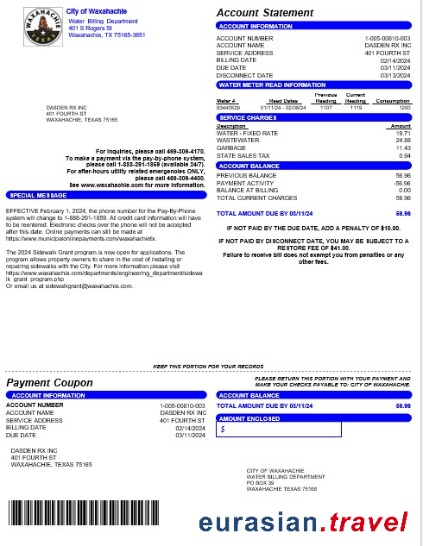 WAXAHACHIE
City of Waxahachie
Water Billing Department
401 S Rogers St
Waxahachie, TX 75165-3651
DASDEN RX INC
401 FOURTH ST
WAXAHACHIE, TEXAS 75165
For inquiries, please call 469-309-4170.
To make a payment via the pay-by-phone system,
please call 1-888-291-1859 (available 24/7).
For after-hours utility related emergencies ONLY,
please call 469-309-4400.
See www.waxahachie.com for more information.
SPECIAL MESSAGE
EFFECTIVE February 1, 2024, the phone number for the Pay-By-Phone
system will change to 1-888-291-1859. All credit card information will have
to be reentered. Electronic checks over the phone will not be accepted
after this date. Online payments can still be made at
https://www.municipalonlinepayments.com/waxahachietx.
The 2024 Sidewalk Grant program is now open for applications. The
program allows property owners to share in the cost of installing or
repairing sidewalks with the City. For more information please visit
https://www.waxahachie.com/departments/engineering_department/sidewa
lk_grant_program.php
Or email us at sidewalkgrant@waxahachie.com.
Account Statement
ACCOUNT INFORMATION
ACCOUNT NUMBER 1-005-00810-003
ACCOUNT NAME DASDEN RX INC
SERVICE ADDRESS 401 FOURTH ST
BILLING DATE 02/14/2024
DUE DATE 03/11/2024
DISCONNECT DATE 03/13/2024
WATER METER READ INFORMATION
Previous Current
Meter # Read Dates Reading Reading Consumption
83440529 01/11/24 - 02/08/24 1107 1119 1200
SERVICE CHARGES
Description Amount
WATER - FIXED RATE 19.71
WASTEWATER 24.88
GARBAGE 11.43
STATE SALES TAX 0.94
ACCOUNT BALANCE
PREVIOUS BALANCE 56.96
PAYMENT ACTIVITY -56.96
BALANCE AT BILLING 0.00
TOTAL CURRENT CHARGES 56.96
TOTAL AMOUNT DUE BY 03/11/24 56.96
IF NOT PAID BY THE DUE DATE, ADD A PENALTY OF $10.00.
IF NOT PAID BY DISCONNECT DATE, YOU MAY BE SUBJECT TO A
RESTORE FEE OF $41.00.
Failure to receive bill does not exempt you from penalties or any
other fees.
KEEP THIS PORTION FOR YOUR RECORDS
Payment Coupon
PLEASE RETURN THIS PORTION WITH YOUR PAYMENT AND
MAKE YOUR CHECKS PAYABLE TO: CITY OF WAXAHACHIE.
ACCOUNT INFORMATION
ACCOUNT NUMBER 1-005-00810-003
ACCOUNT NAME DASDEN RX INC
SERVICE ADDRESS 401 FOURTH ST
BILLING DATE 02/14/2024
DUE DATE 03/11/2024
ACCOUNT BALANCE
TOTAL AMOUNT DUE BY 03/11/24 56.96
AMOUNT ENCLOSED
$
DASDEN RX INC
401 FOURTH ST
WAXAHACHIE, TEXAS 75165
CITY OF WAXAHACHIE
WATER BILLING DEPARTMENT
PO BOX 39
WAXAHACHIE, TEXAS 75168
eurasian.travel